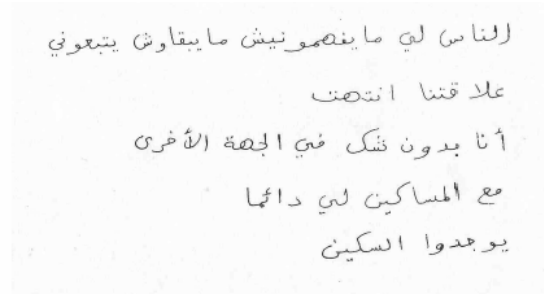 الناس لي مايفهمونيش مايبقاوش يتبعوني
علاقتنا انتهت
أنا بدون شك في الجهة الأخرى
مع المساكين لي دائما
يوجدوا السكين